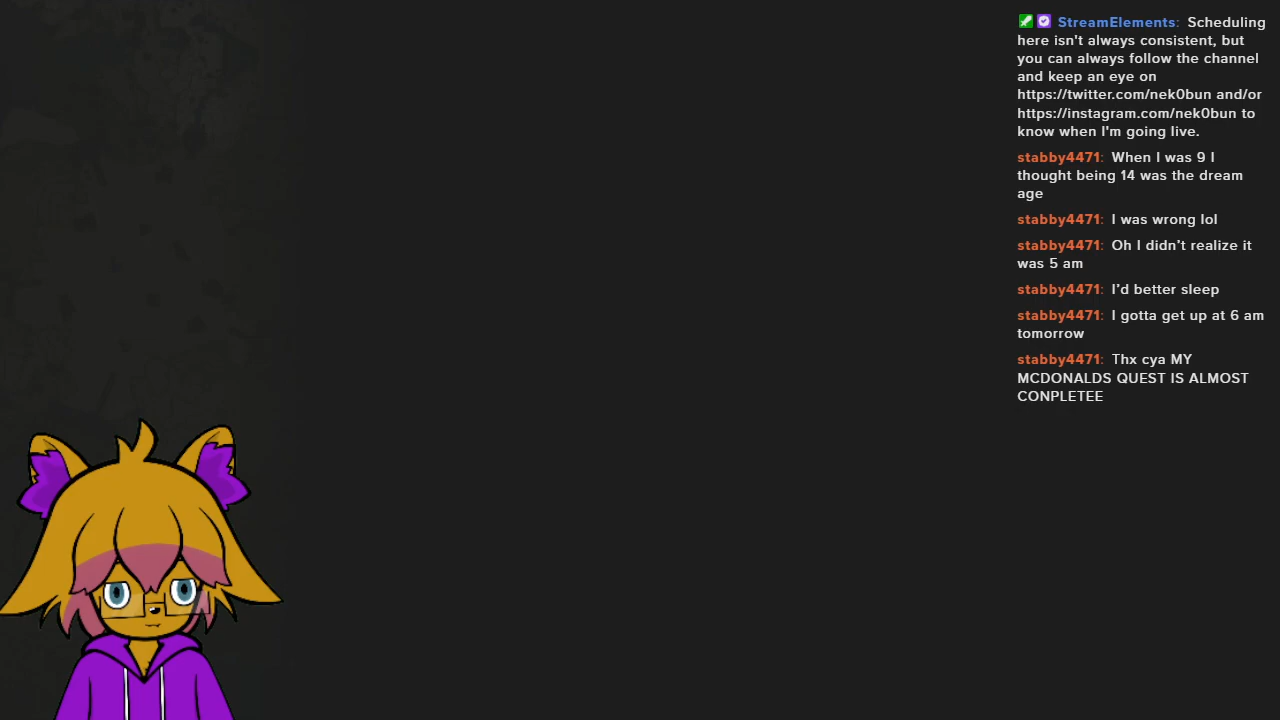 StreamElements: Scheduling
here isn't always consistent, but
you can always follow the channel
and keep an eye on
https://twitter.com/nek0bun and/or
https://instagram.com/nek0bun to
know when I'm going live.
stabby4471: When I was 9 I
thought being 14 was the dream
age
stabby4471: I was wrong lol
stabby4471: Oh I didn't realize it
was 5 am
stabby4471: I'd better sleep
stabby4471: I gotta get up at 6 am
tomorrow
stabby4471: Thx cya MY
MCDONALDS QUEST IS ALMOST
CONPLETEE